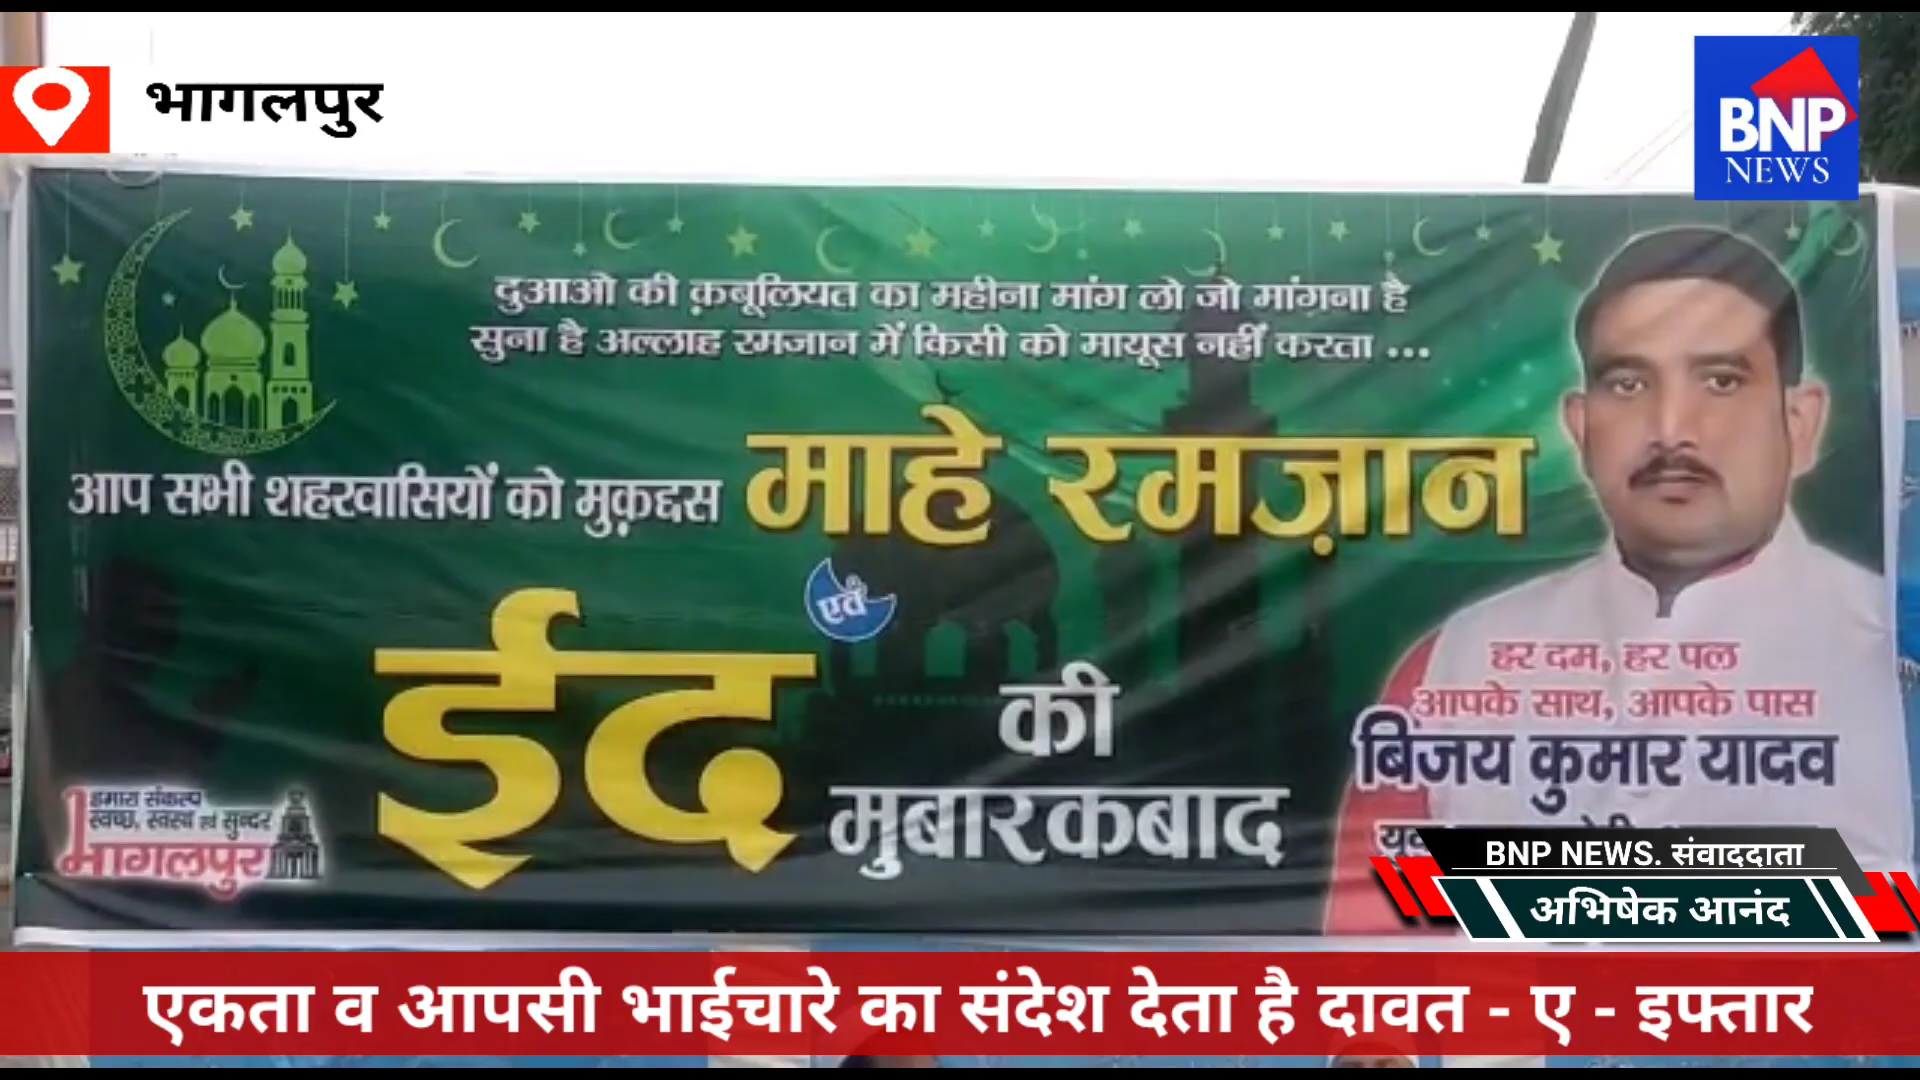 भागलपुर
BNP
NEWS
दुआओ की क़बूलियत का महीना मांग लो जो मांगना है
सुना है अल्लाह रमजान में किसी को मायूस नहीं करता ...
आप सभी शहरवासियों को मुक़द्दस माहे रमज़ान
एवं
ईद की
मुबारकबाद
हर दम, हर पल
आपके साथ, आपके पास
बिजय कुमार यादव
हमारा संकल्प
स्वच्छ, स्वस्थ एवं सुन्दर
भागलपुर
BNP NEWS. संवाददाता
अभिषेक आनंद
एकता व आपसी भाईचारे का संदेश देता है दावत - ए - इफ्तार